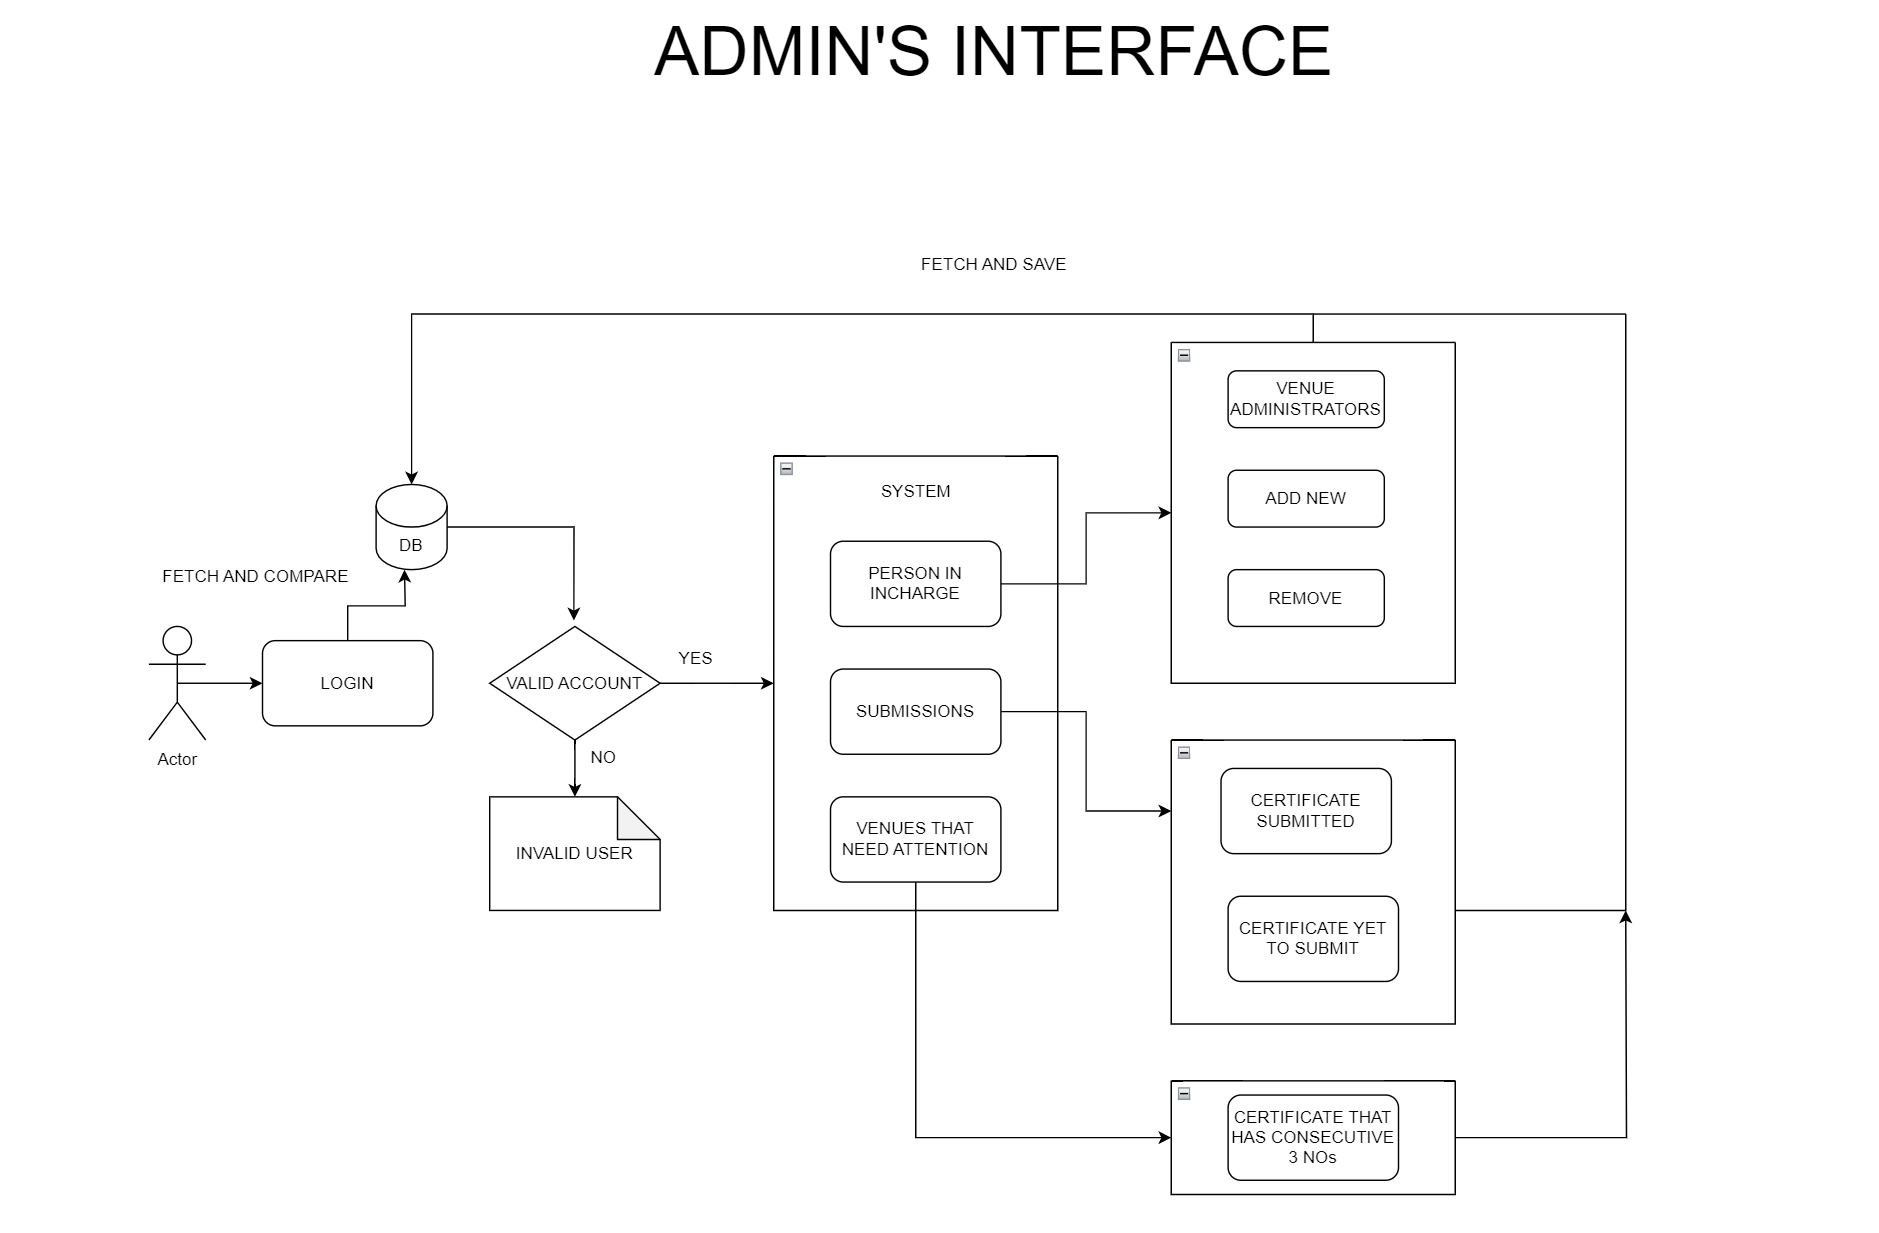 ADMIN'S INTERFACE
FETCH AND SAVE
VENUE
ADMINISTRATORS
ADD NEW
REMOVE
SYSTEM
PERSON IN
INCHARGE
SUBMISSIONS
VENUES THAT
NEED ATTENTION
DB
FETCH AND COMPARE
LOGIN
Actor
VALID ACCOUNT
YES
NO
INVALID USER
CERTIFICATE
SUBMITTED
CERTIFICATE YET
TO SUBMIT
CERTIFICATE THAT
HAS CONSECUTIVE
3 NOs